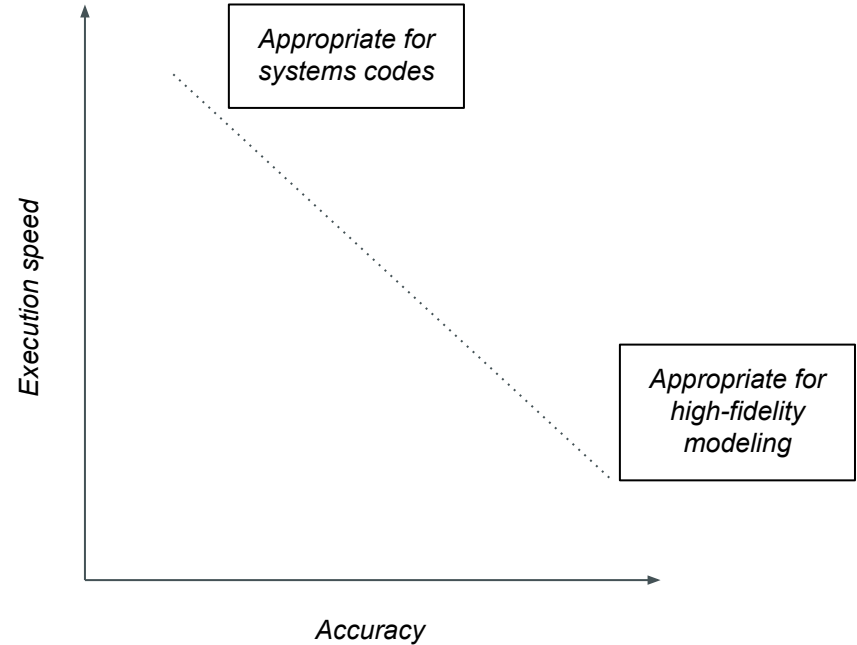 Appropriate for
systems codes
Execution speed
Appropriate for
high-fidelity
modeling
Accuracy